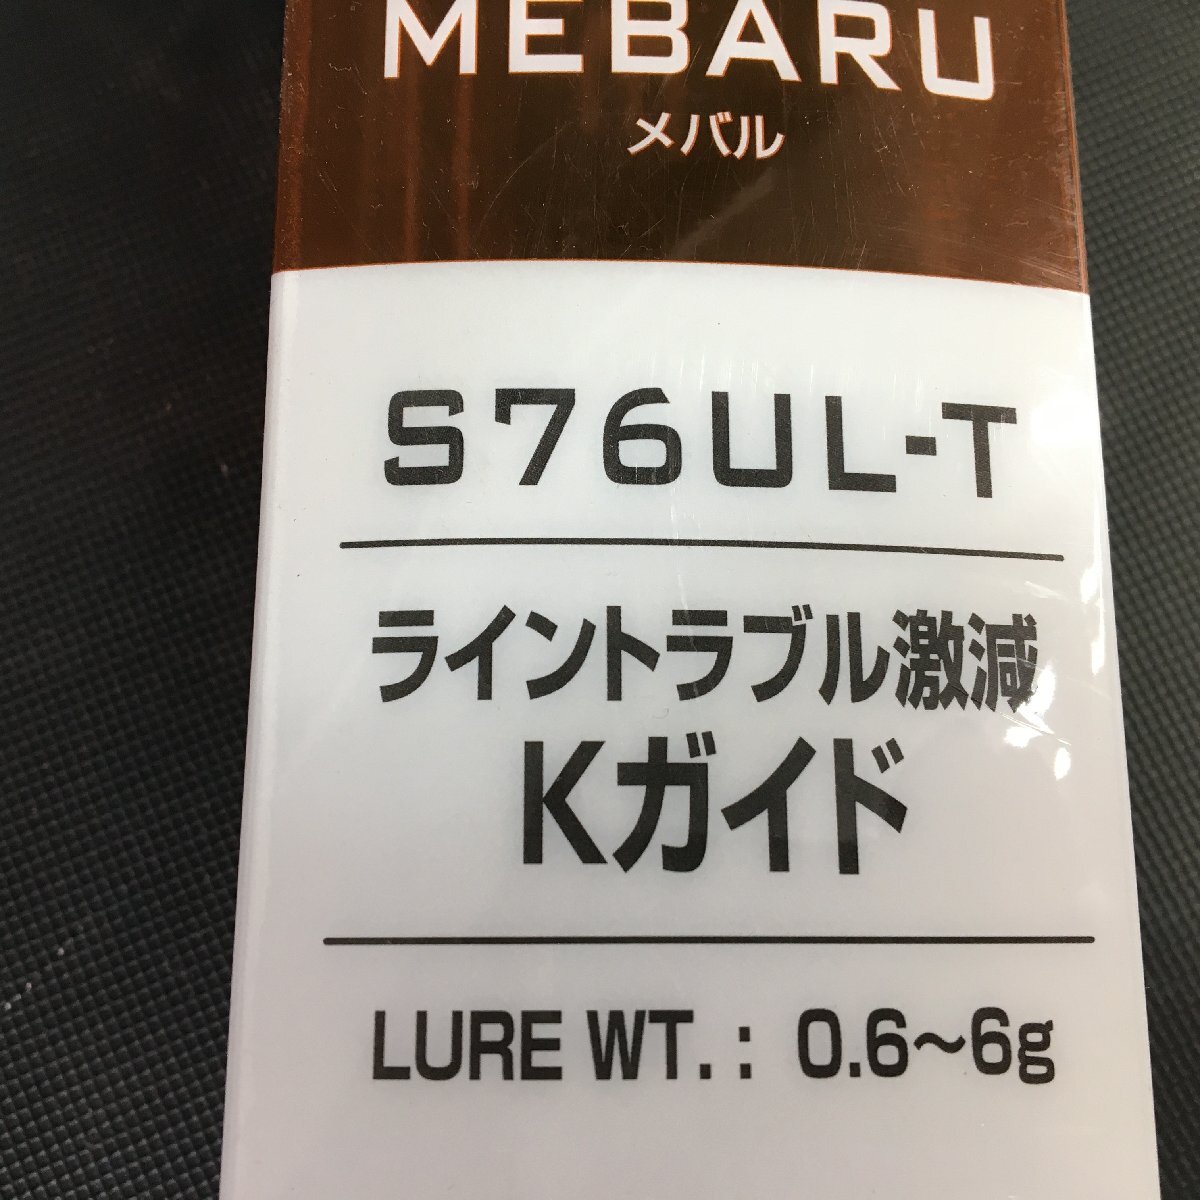 MEBARU
メバル
S76UL-T
ライントラブル激減
Kガイド
LURE WT. : 0.6〜6g